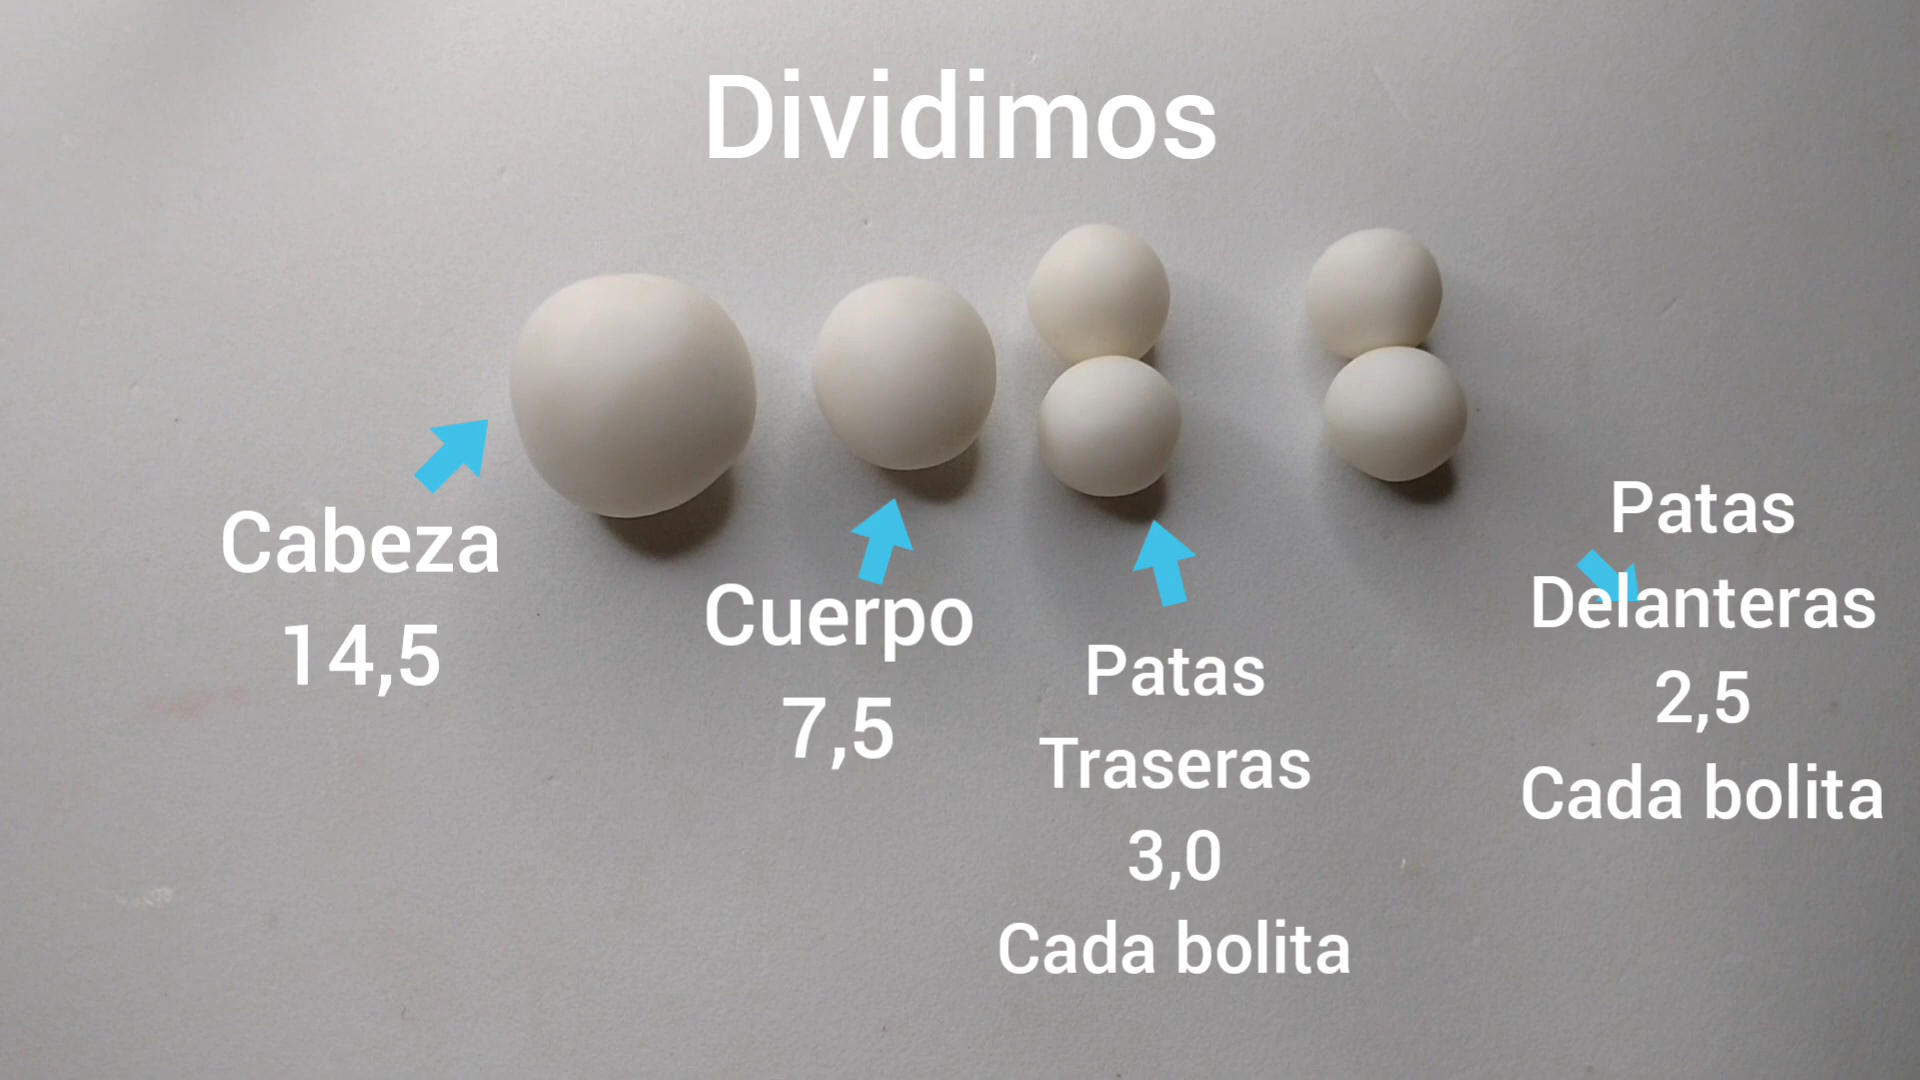 Dividimos
Cabeza
14,5
Cuerpo
7,5
Patas
Traseras
3,0
Cada bolita
Patas
Delanteras
2,5
Cada bolita